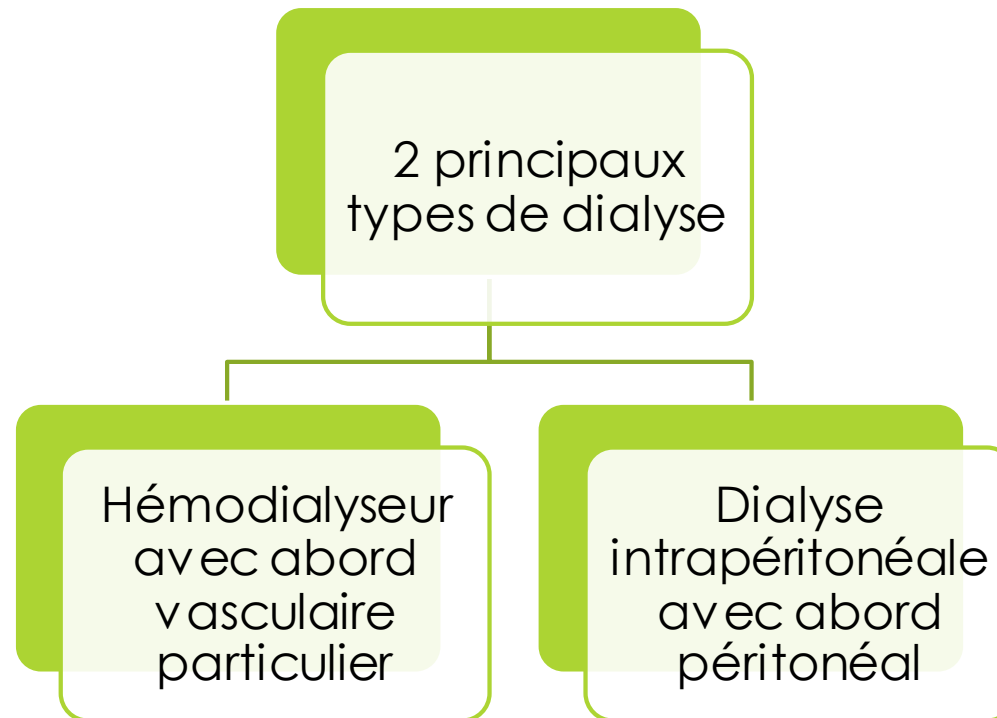 2 principaux
types de dialyse
Hémodialyseur
avec abord
vasculaire
particulier
Dialyse
intrapéritonéale
avec abord
péritonéal